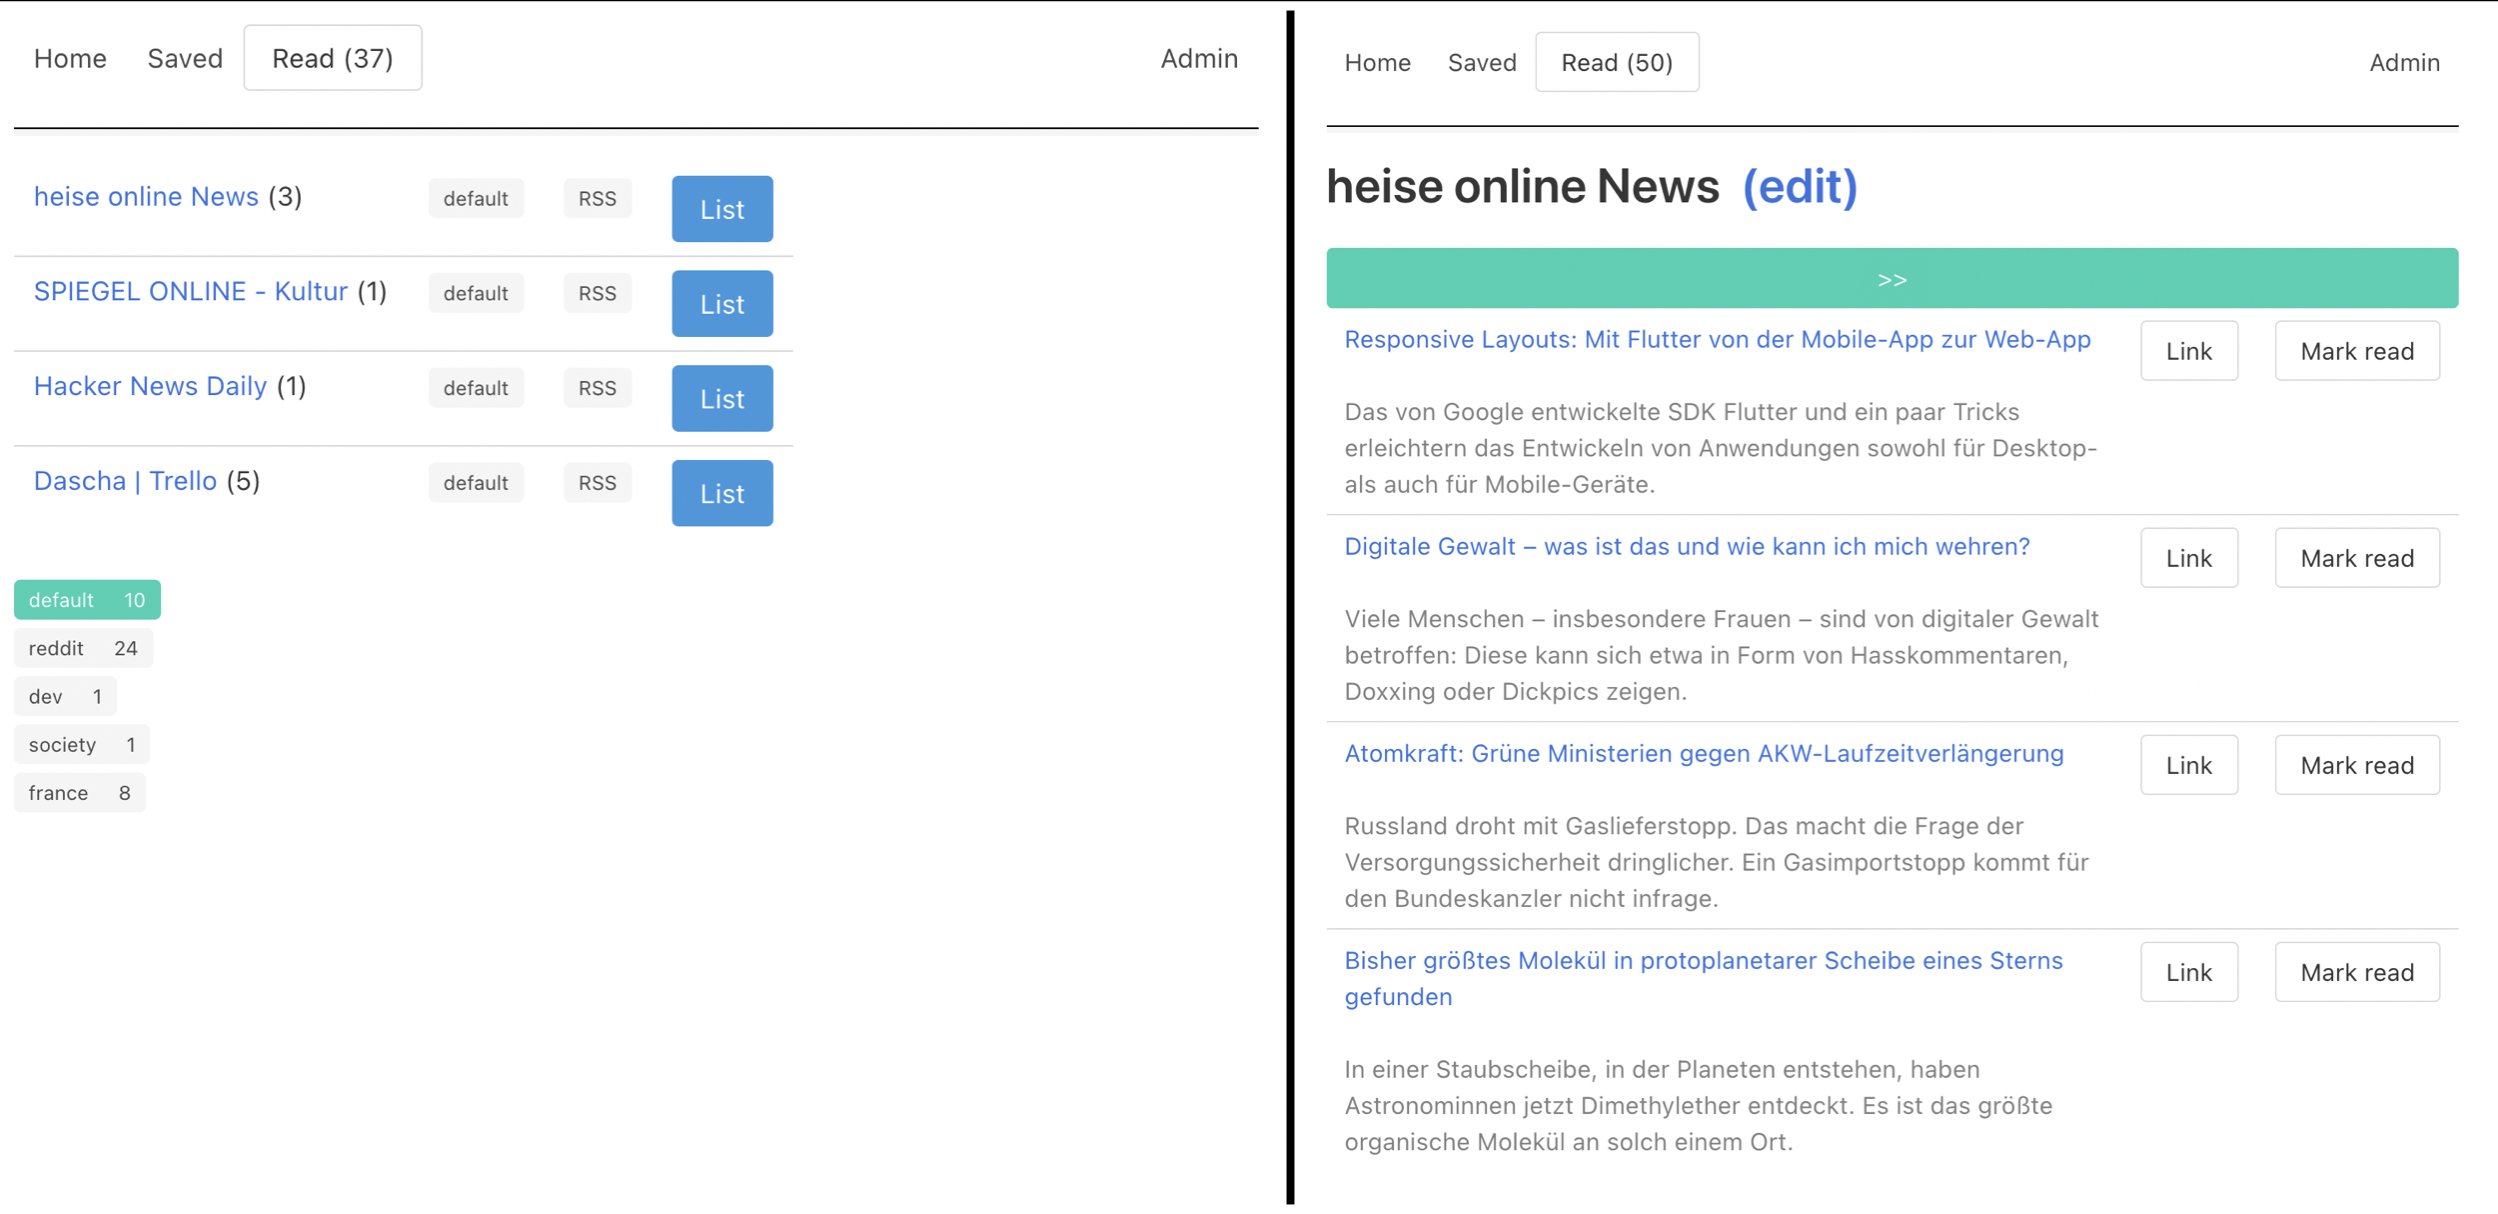 Home Saved Read (37) Admin
heise online News (3) default RSS List
SPIEGEL ONLINE - Kultur (1) default RSS List
Hacker News Daily (1) default RSS List
Dascha | Trello (5) default RSS List
default 10
reddit 24
dev 1
society 1
france 8
Home Saved Read (50) Admin
heise online News (edit)
>>
Responsive Layouts: Mit Flutter von der Mobile-App zur Web-App Link Mark read
Das von Google entwickelte SDK Flutter und ein paar Tricks
erleichtern das Entwickeln von Anwendungen sowohl für Desktop-
als auch für Mobile-Geräte.
Digitale Gewalt – was ist das und wie kann ich mich wehren? Link Mark read
Viele Menschen – insbesondere Frauen – sind von digitaler Gewalt
betroffen: Diese kann sich etwa in Form von Hasskommentaren,
Doxxing oder Dickpics zeigen.
Atomkraft: Grüne Ministerien gegen AKW-Laufzeitverlängerung Link Mark read
Russland droht mit Gaslieferstopp. Das macht die Frage der
Versorgungssicherheit dringlicher. Ein Gasimportstopp kommt für
den Bundeskanzler nicht infrage.
Bisher größtes Molekül in protoplanetarer Scheibe eines Sterns Link Mark read
gefunden
In einer Staubscheibe, in der Planeten entstehen, haben
Astronominnen jetzt Dimethylether entdeckt. Es ist das größte
organische Molekül an solch einem Ort.